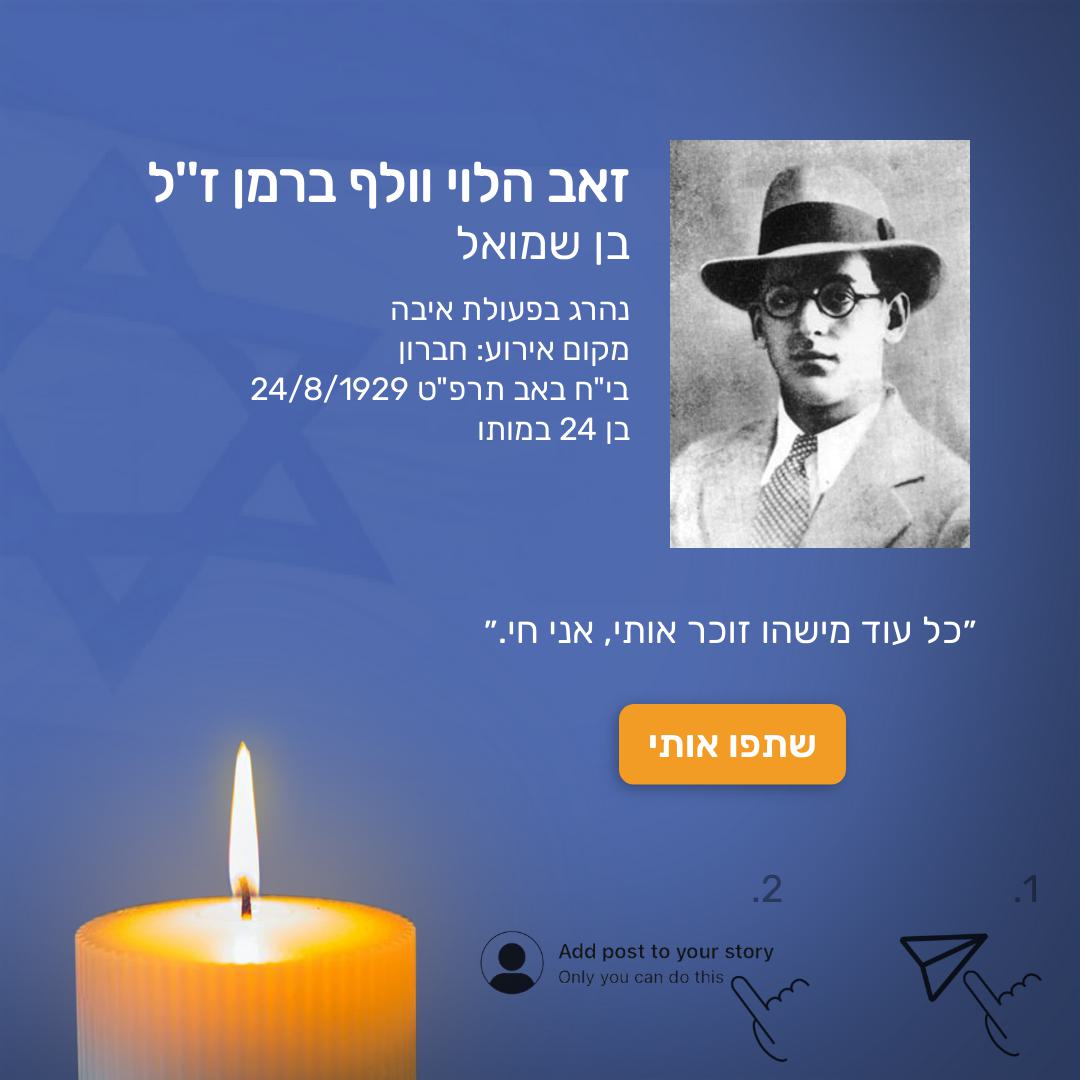 זאב הלוי וולף ברמן ז"ל
בן שמואל
נהרג בפעולת איבה
מקום אירוע: חברון
בי"ח באב תרפ"ט 24/8/1929
בן 24 במותו
״כל עוד מישהו זוכר אותי, אני חי.״
שתפו אותי
1.
2.
Add post to your story
Only you can do this